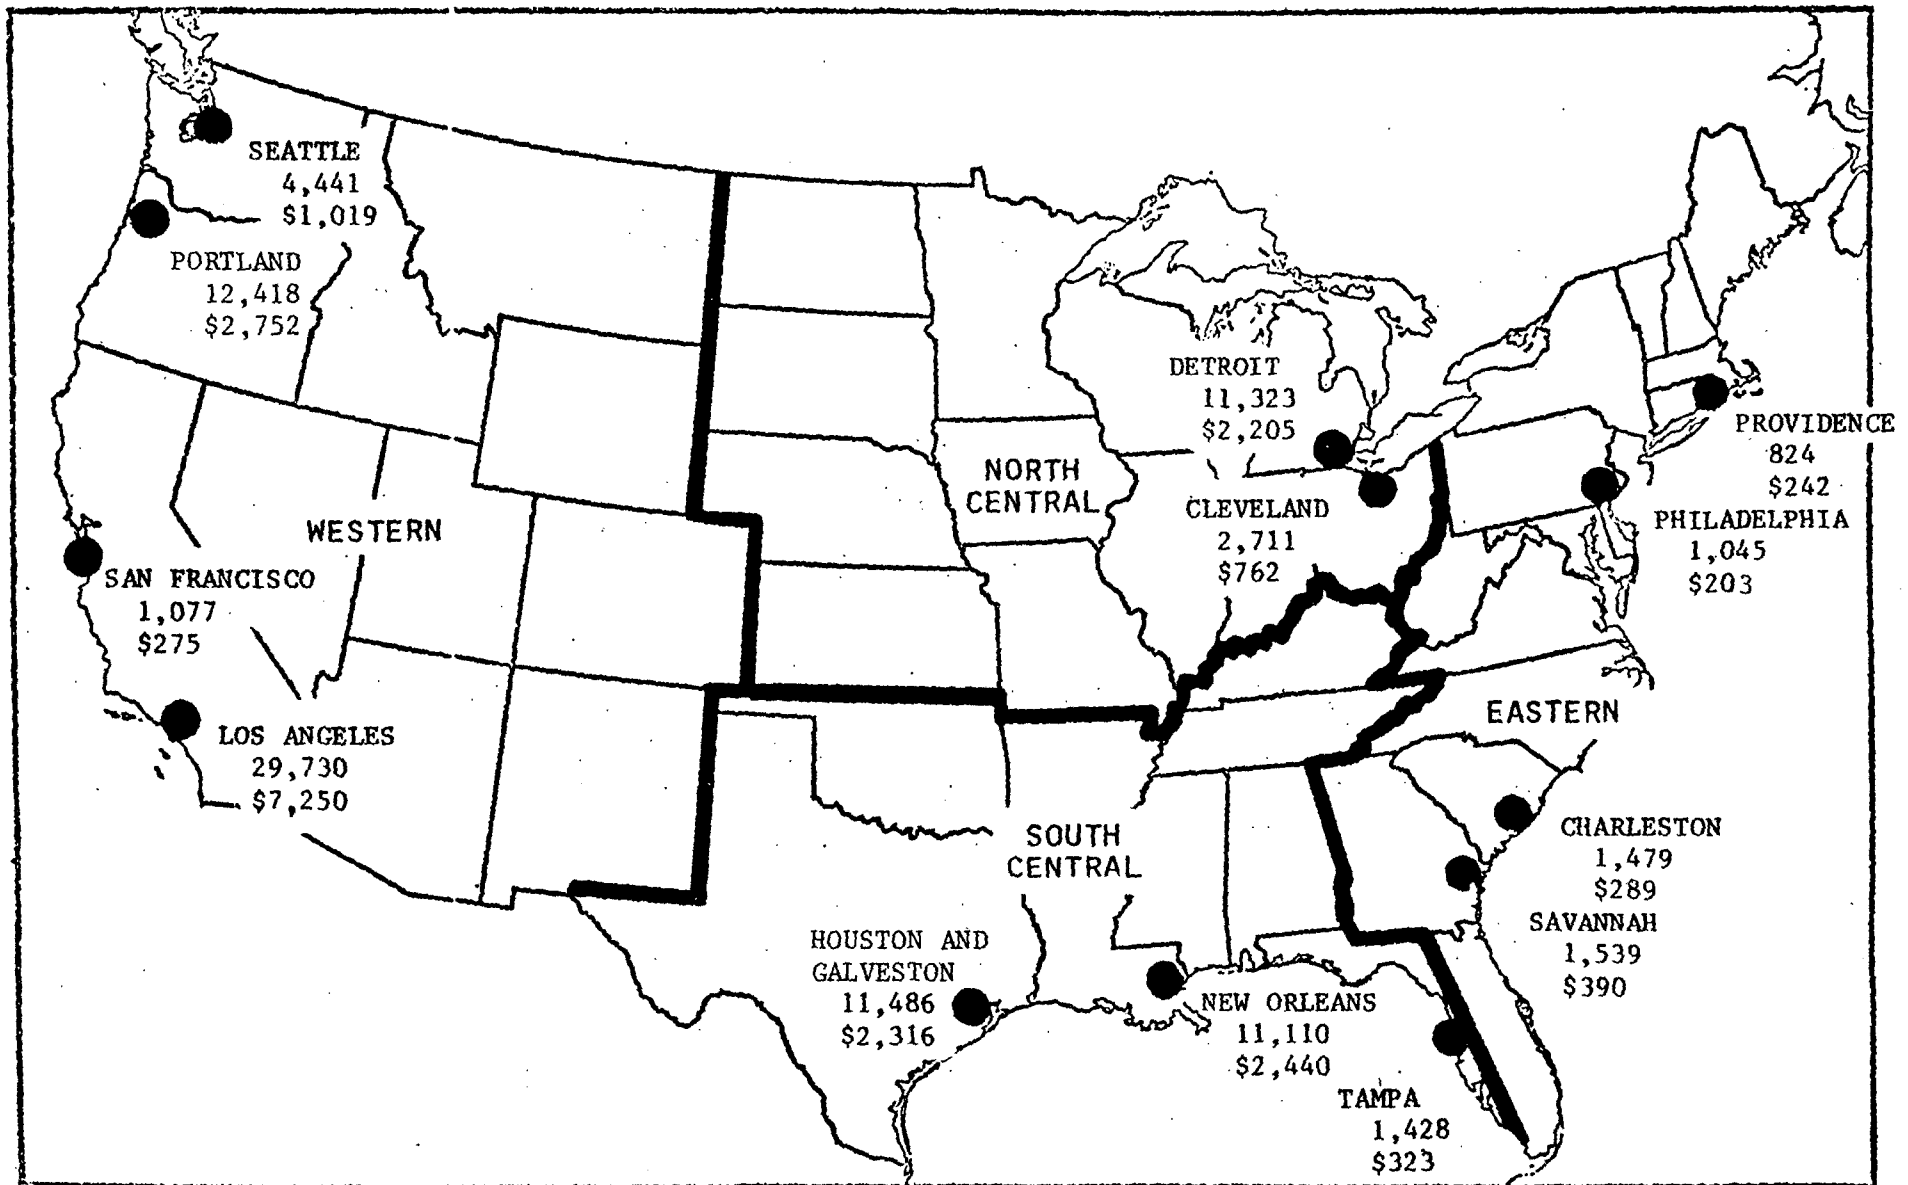 SEATTLE
4,441
$1,019
PORTLAND
12,418
$2,752
WESTERN
SAN FRANCISCO
1,077
$275
LOS ANGELES
29,730
$7,250
NORTH
CENTRAL
DETROIT
11,323
$2,205
CLEVELAND
2,711
$762
PROVIDENCE
824
$242
PHILADELPHIA
1,045
$203
EASTERN
SOUTH
CENTRAL
CHARLESTON
1,479
$289
SAVANNAH
1,539
$390
HOUSTON AND
GALVESTON
11,486
$2,316
NEW ORLEANS
11,110
$2,440
TAMPA
1,428
$323